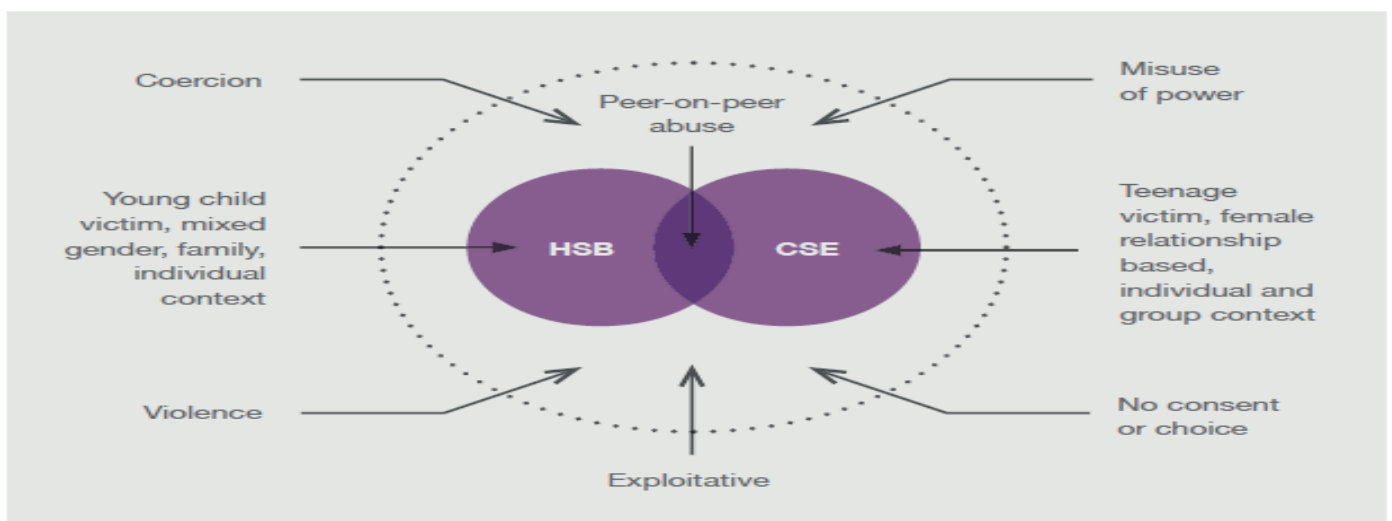 Coercion
Misuse
of power
Peer-on-peer
abuse
Young child
victim, mixed
gender, family,
individual
context
HSB
CSE
Teenage
victim, female
relationship
based,
individual and
group context
Violence
No consent
or choice
Exploitative